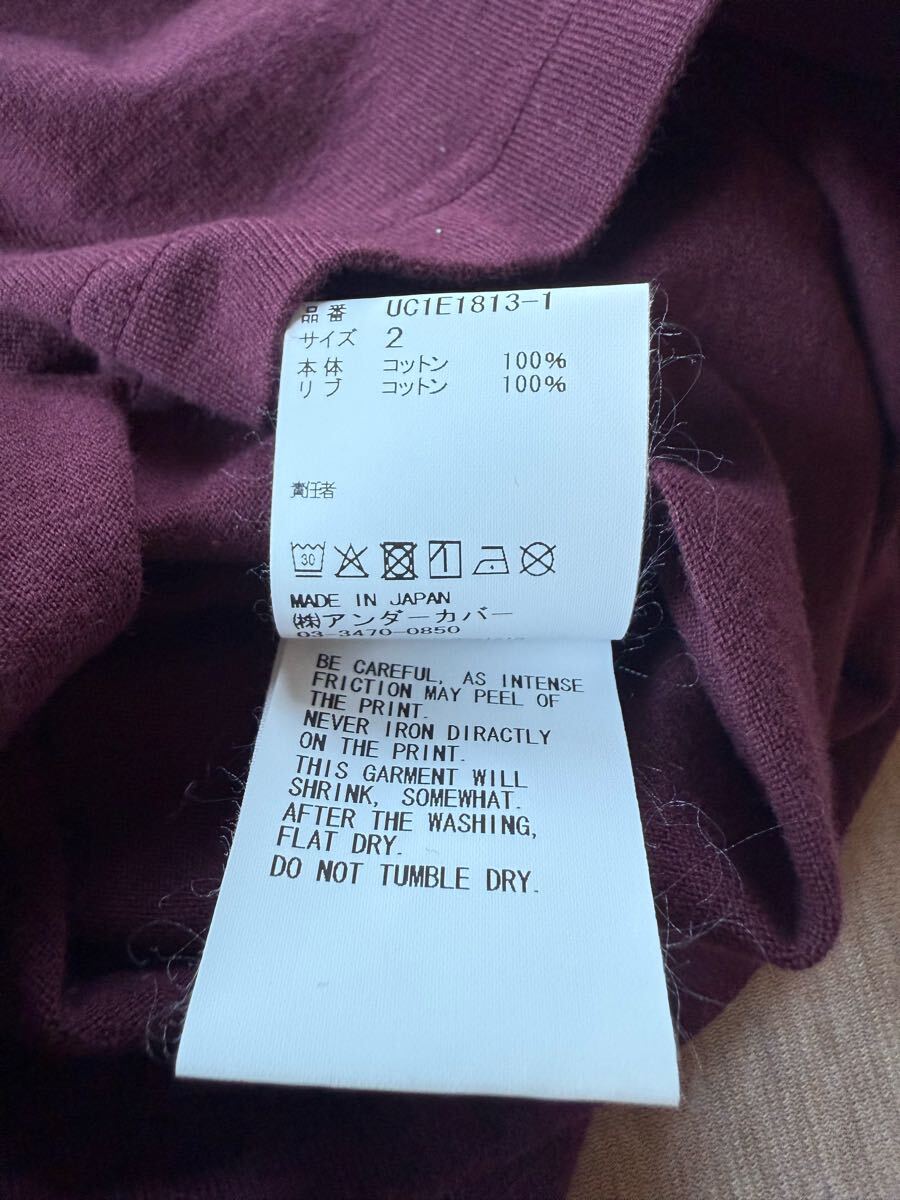 品番 UC1E1813-1
サイズ 2
本体 コットン 100%
リブ コットン 100%
責任者
30
MADE IN JAPAN
(株)アンダーカバー
03-3470-0850
BE CAREFUL, AS INTENSE
FRICTION MAY PEEL OF
THE PRINT.
NEVER IRON DIRACTLY
ON THE PRINT.
THIS GARMENT WILL
SHRINK, SOMEWHAT.
AFTER THE WASHING,
FLAT DRY.
DO NOT TUMBLE DRY.